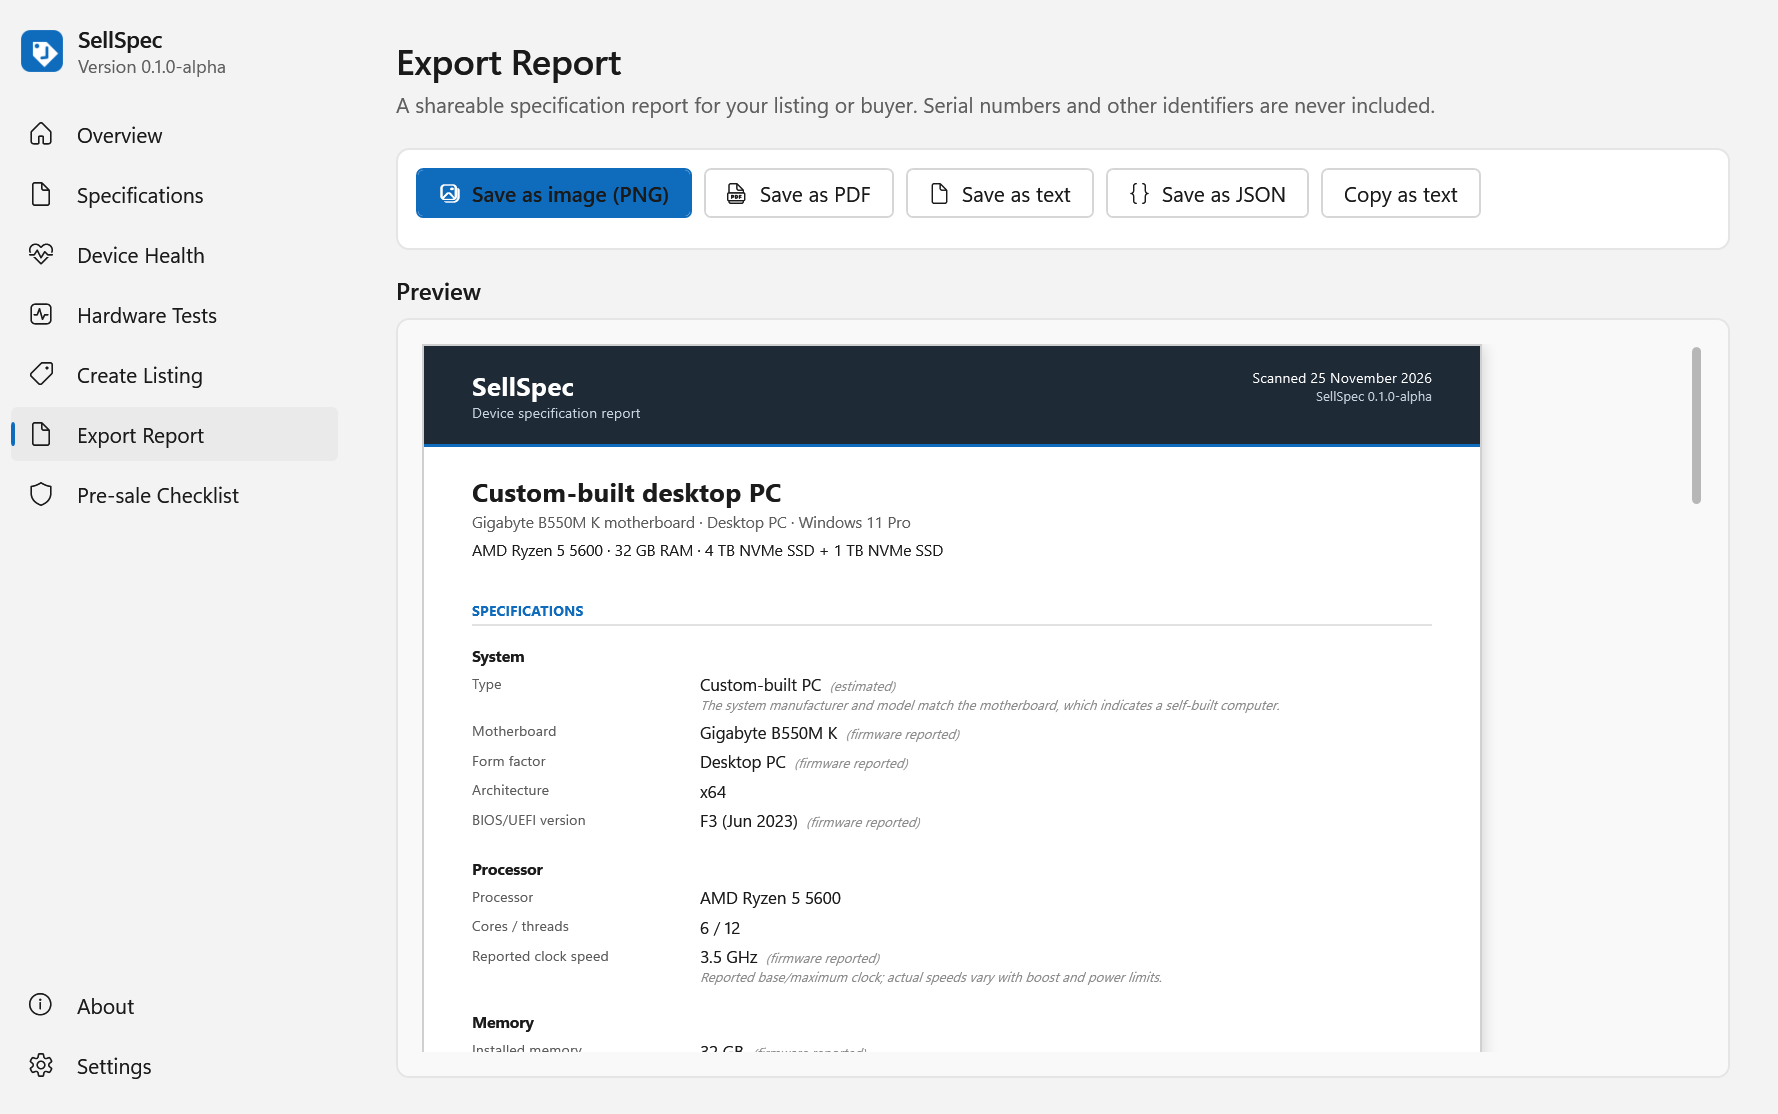 SellSpec
Version 0.1.0-alpha
Overview
Specifications
Device Health
Hardware Tests
Create Listing
Export Report
Pre-sale Checklist
About
Settings
Export Report
A shareable specification report for your listing or buyer. Serial numbers and other identifiers are never included.
Save as image (PNG)
PDF Save as PDF
Save as text
{ } Save as JSON
Copy as text
Preview
SellSpec
Device specification report
Scanned 25 November 2026
SellSpec 0.1.0-alpha
Custom-built desktop PC
Gigabyte B550M K motherboard · Desktop PC · Windows 11 Pro
AMD Ryzen 5 5600 · 32 GB RAM · 4 TB NVMe SSD + 1 TB NVMe SSD
SPECIFICATIONS
System
Type Custom-built PC (estimated)
The system manufacturer and model match the motherboard, which indicates a self-built computer.
Motherboard Gigabyte B550M K (firmware reported)
Form factor Desktop PC (firmware reported)
Architecture x64
BIOS/UEFI version F3 (Jun 2023) (firmware reported)
Processor
Processor AMD Ryzen 5 5600
Cores / threads 6 / 12
Reported clock speed 3.5 GHz (firmware reported)
Reported base/maximum clock; actual speeds vary with boost and power limits.
Memory
Installed memory 32 GB (firmware reported)